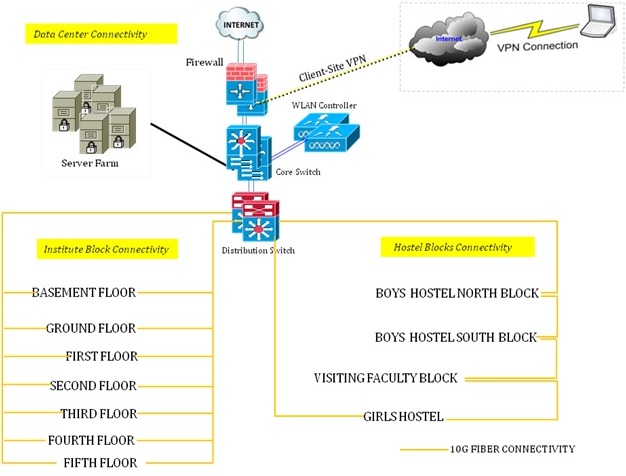 INTERNET
Data Center Connectivity
Internet
VPN Connection
Firewall
Client-Site VPN
WLAN Controller
Server Farm
Core Switch
Institute Block Connectivity
Distribution Switch
Hostel Blocks Connectivity
BASEMENT FLOOR
GROUND FLOOR
FIRST FLOOR
SECOND FLOOR
THIRD FLOOR
FOURTH FLOOR
FIFTH FLOOR
BOYS HOSTEL NORTH BLOCK
BOYS HOSTEL SOUTH BLOCK
VISITING FACULTY BLOCK
GIRLS HOSTEL
10G FIBER CONNECTIVITY